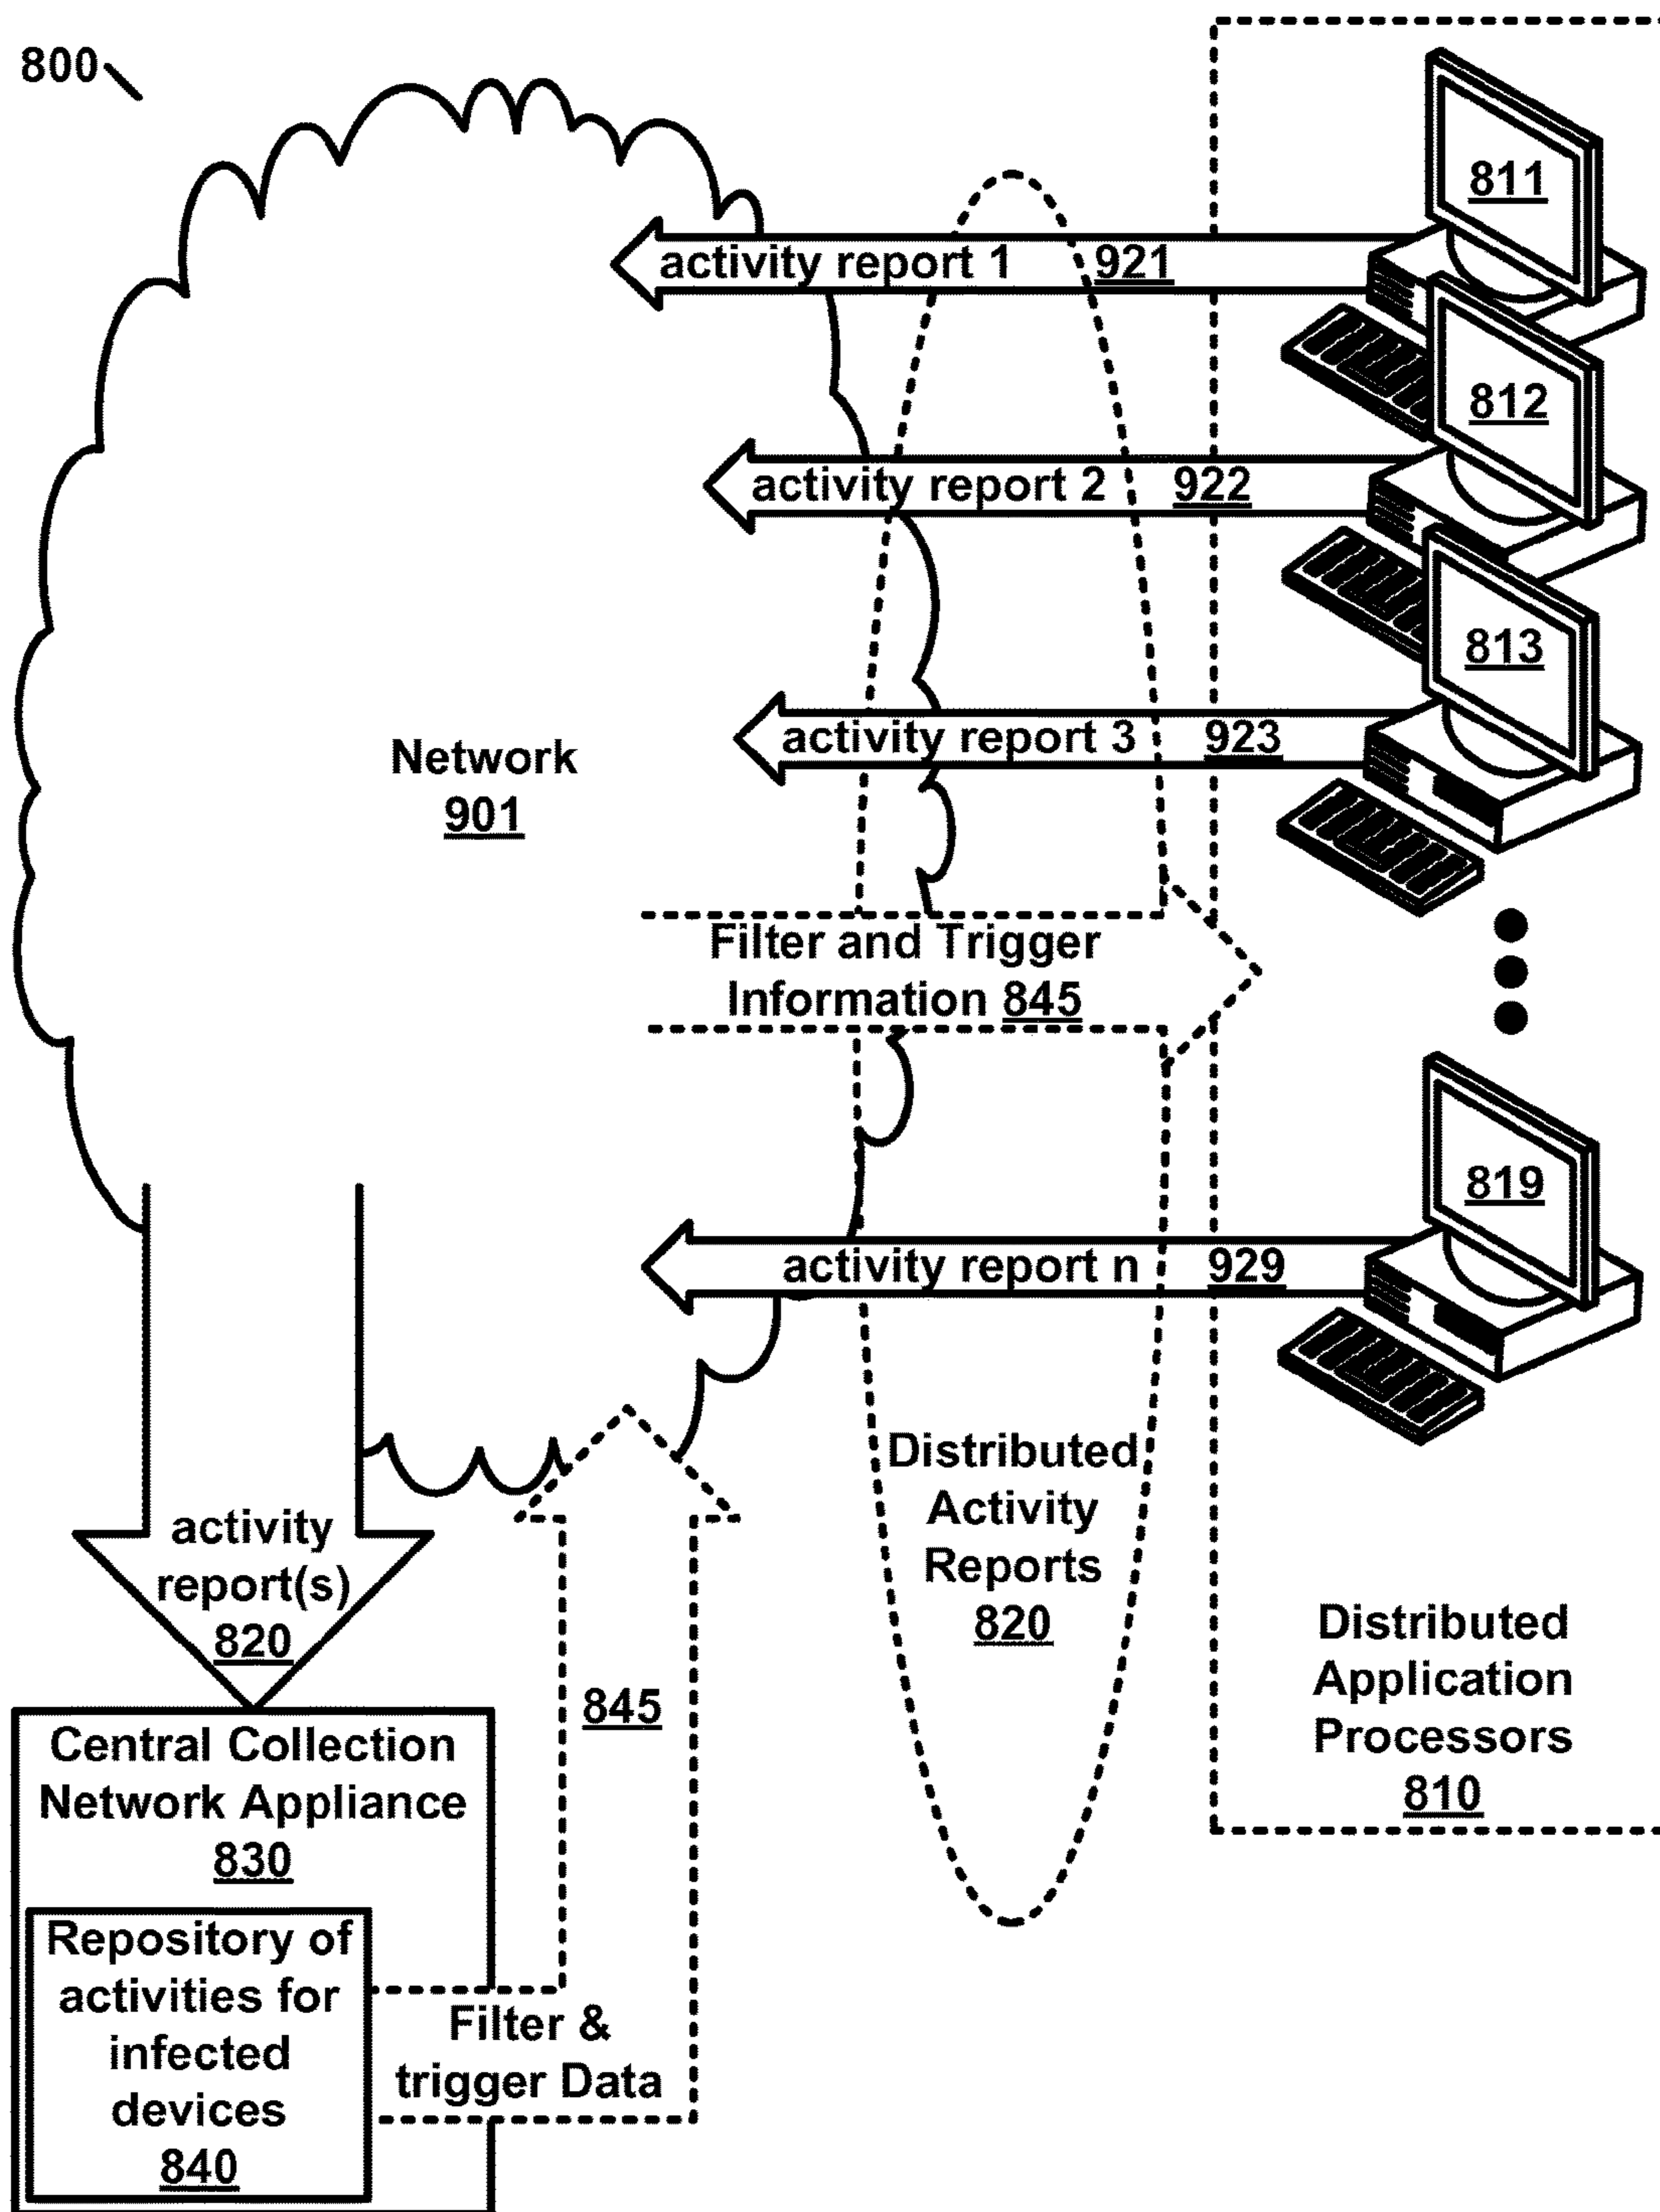 800
811
activity report 1 921
812
activity report 2 922
813
activity report 3 923
Network
901
Filter and Trigger
Information 845
819
activity report n 929
Distributed
Activity
Reports
820
activity
report(s)
820
Distributed
Application
Processors
810
845
Central Collection
Network Appliance
830
Repository of
activities for
infected
devices
840
Filter &
trigger Data